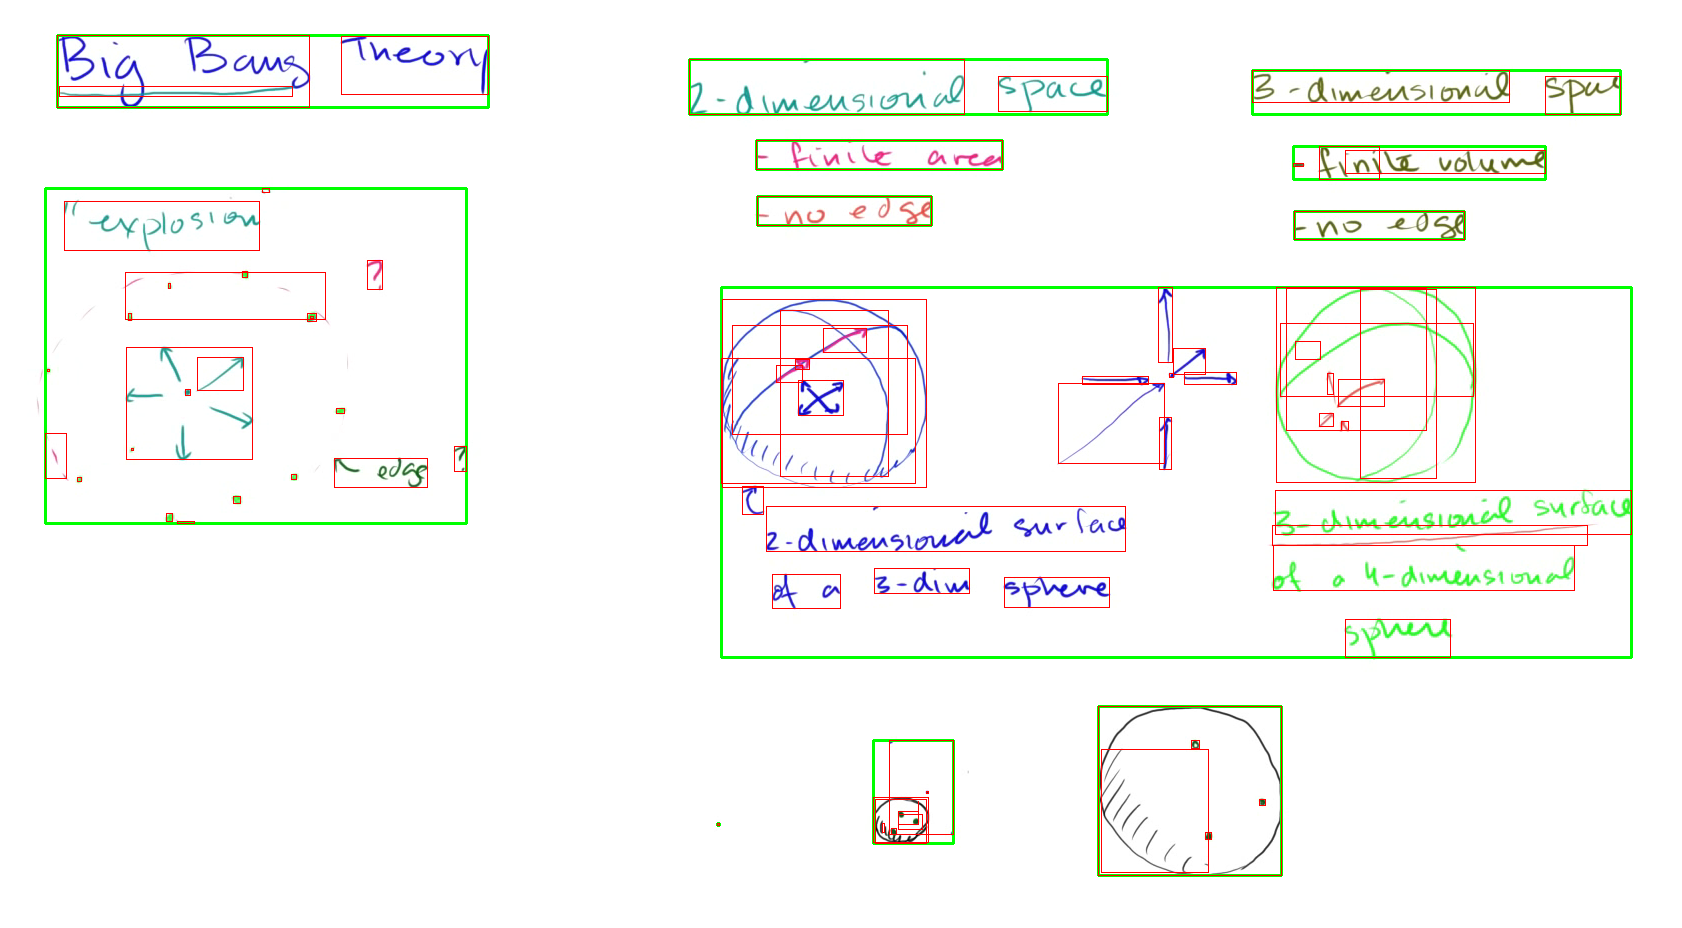 Big Bang Theory
"explosion
?
edge
?
2-dimensional space
- finite area
- no edge
3-dimensional spac
- finite volume
- no edge
2-dimensional surface
of a 3-dim sphere
3-dimensional surface
of a 4-dimensional
sphere